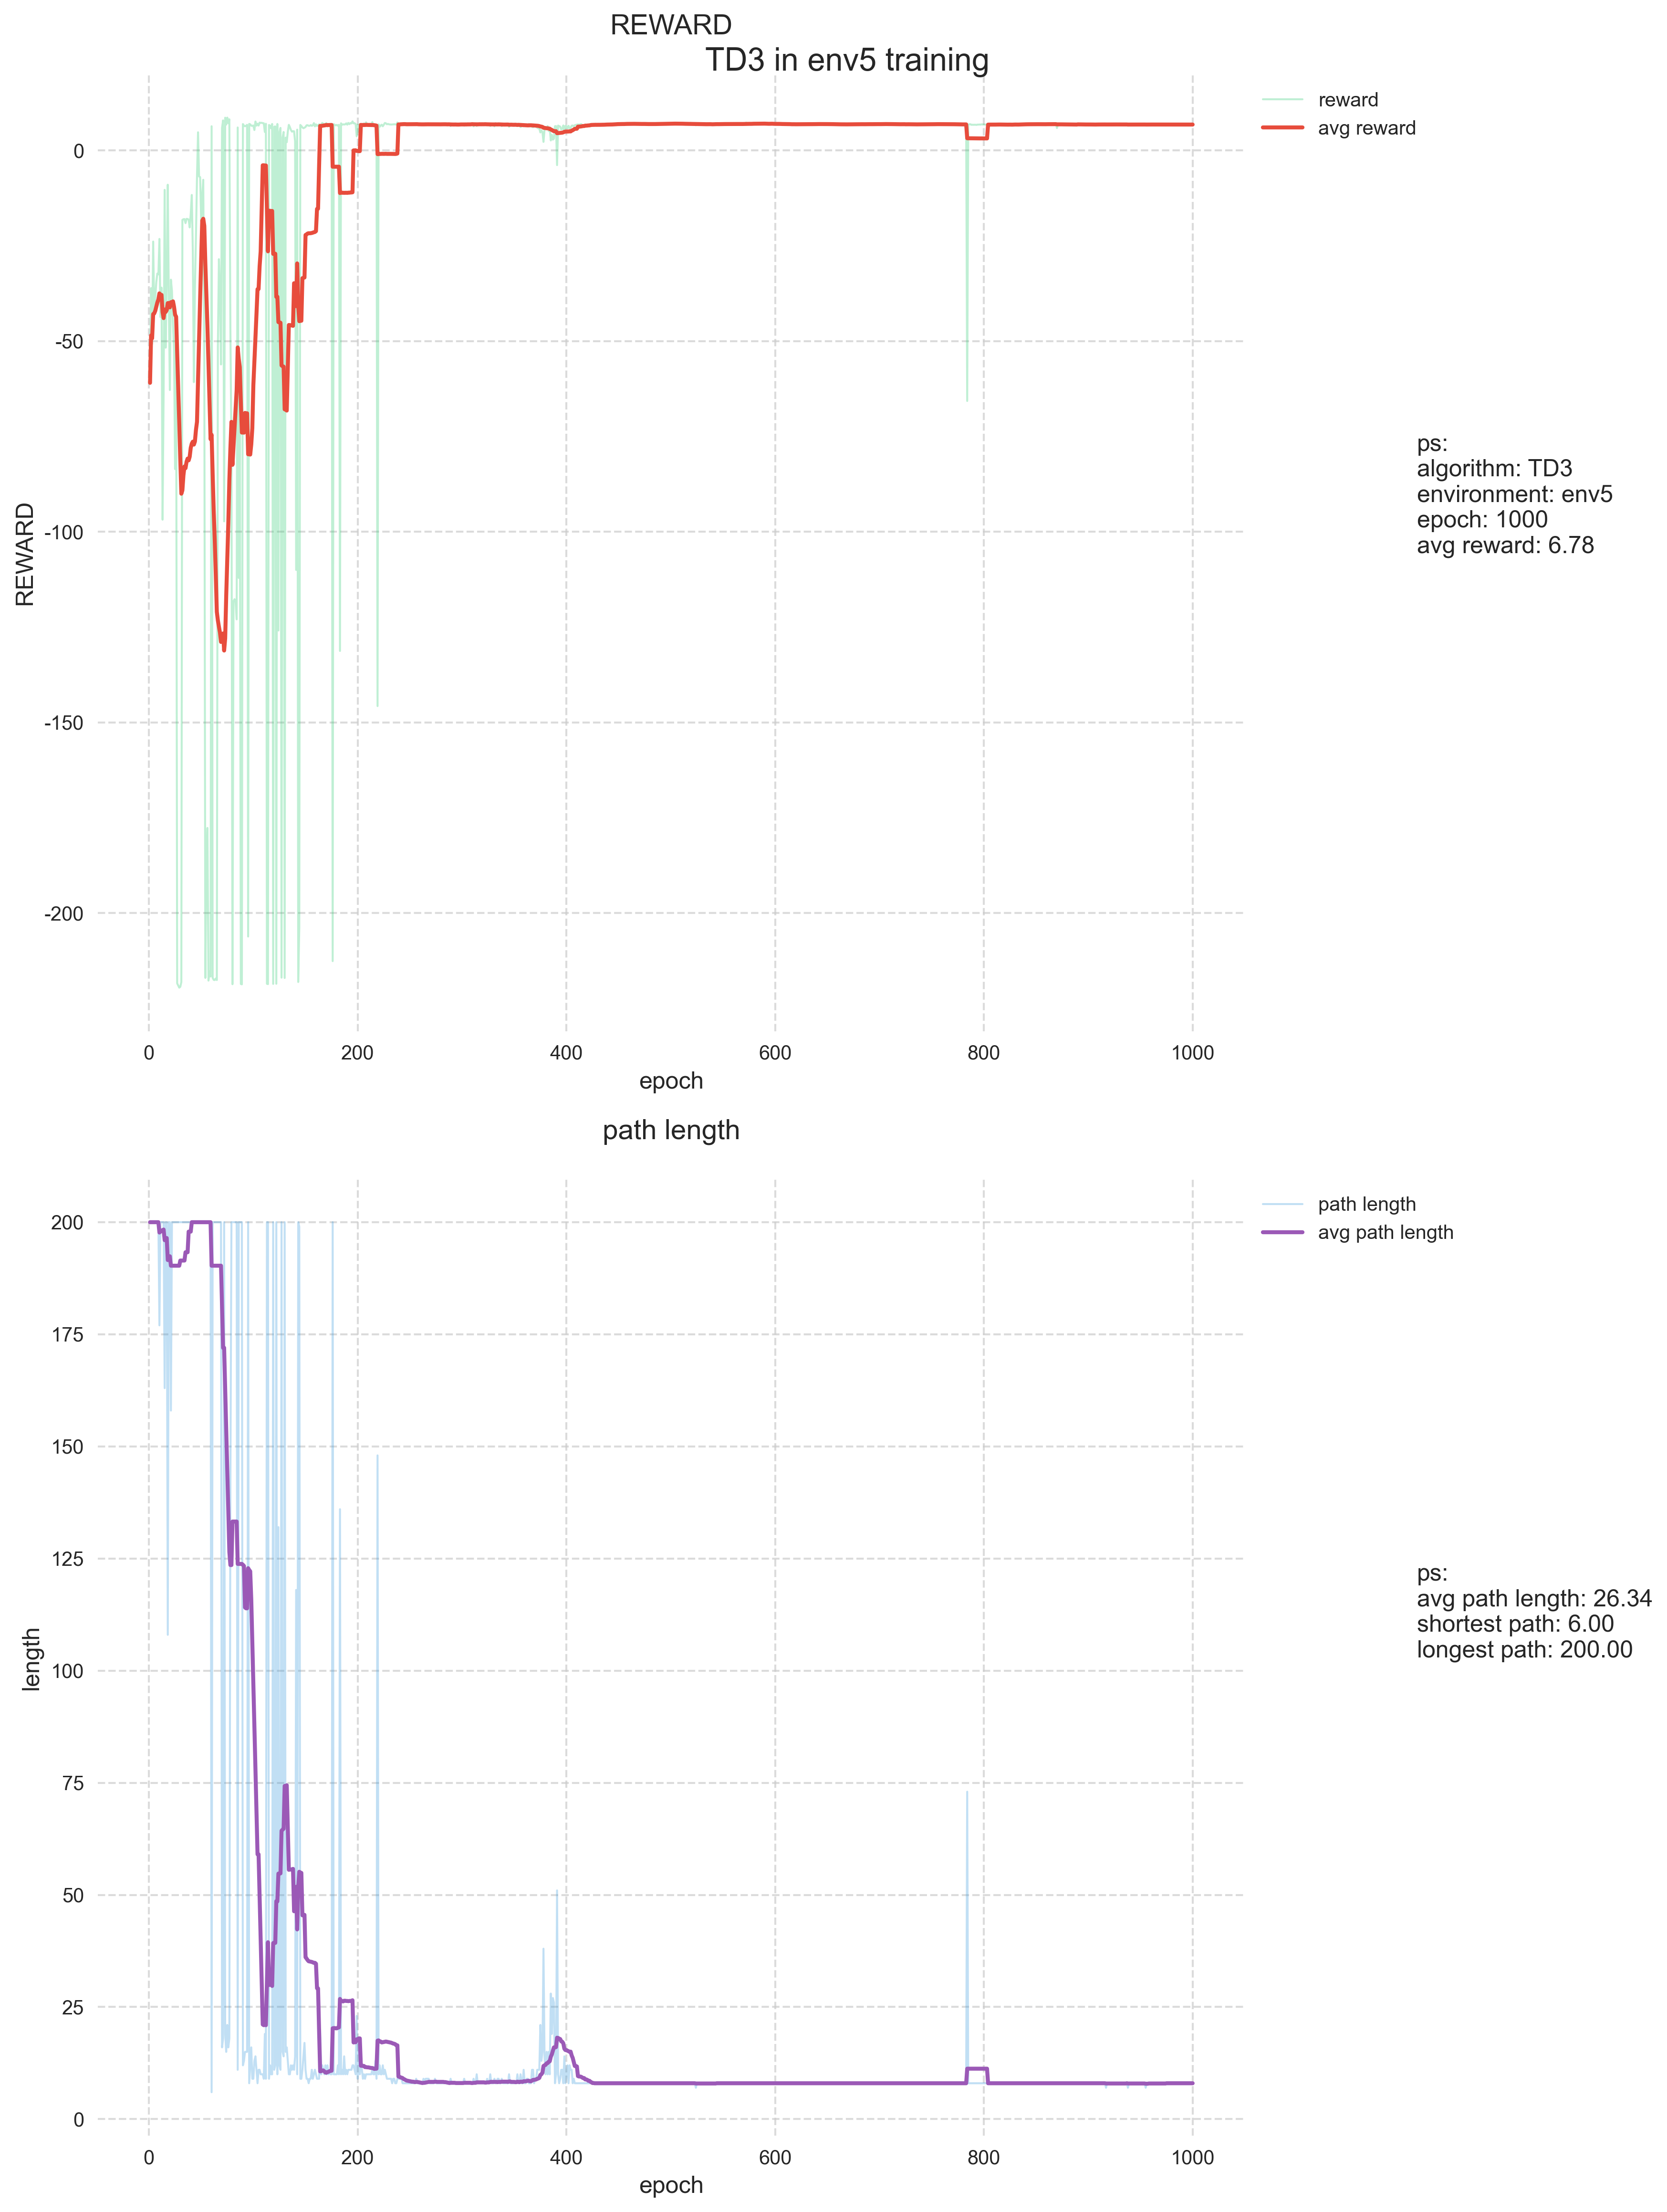 REWARD
TD3 in env5 training
reward
avg reward
0
-50
-100
-150
-200
REWARD
ps:
algorithm: TD3
environment: env5
epoch: 1000
avg reward: 6.78
0 200 400 600 800 1000
epoch
path length
path length
avg path length
200
175
150
125
100
75
50
25
0
length
ps:
avg path length: 26.34
shortest path: 6.00
longest path: 200.00
0 200 400 600 800 1000
epoch